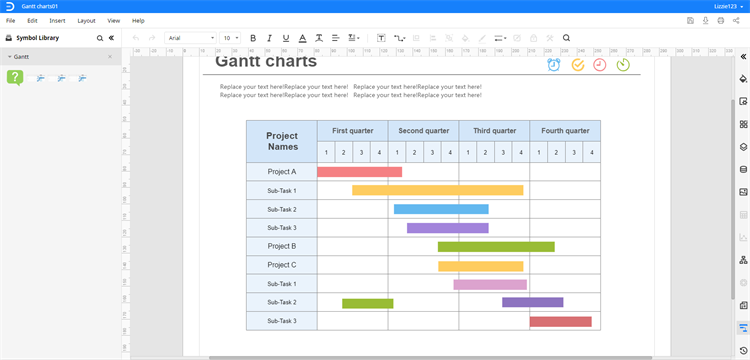 Gantt charts01
Lizzie123
File Edit Insert Layout View Help
Symbol Library
Arial 10
Gantt
Gantt charts
Replace your text here!Replace your text here! Replace your text here!Replace your text here!
Replace your text here!Replace your text here! Replace your text here!Replace your text here!
Project Names First quarter Second quarter Third quarter Fourth quarter
1 2 3 4 1 2 3 4 1 2 3 4 1 2 3 4
Project A
Sub-Task 1
Sub-Task 2
Sub-Task 3
Project B
Project C
Sub-Task 1
Sub-Task 2
Sub-Task 3